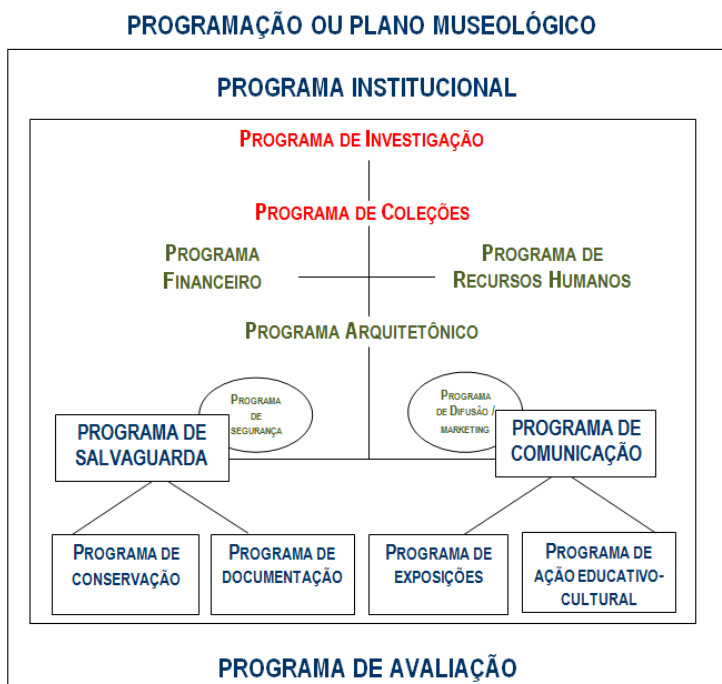 PROGRAMAÇÃO OU PLANO MUSEOLÓGICO
PROGRAMA INSTITUCIONAL
PROGRAMA DE INVESTIGAÇÃO
PROGRAMA DE COLEÇÕES
PROGRAMA
FINANCEIRO
PROGRAMA DE
RECURSOS HUMANOS
PROGRAMA ARQUITETÔNICO
PROGRAMA
DE
SEGURANÇA
PROGRAMA
DE DIFUSÃO /
MARKETING
PROGRAMA DE
SALVAGUARDA
PROGRAMA DE
COMUNICAÇÃO
PROGRAMA DE
CONSERVAÇÃO
PROGRAMA DE
DOCUMENTAÇÃO
PROGRAMA DE
EXPOSIÇÕES
PROGRAMA DE
AÇÃO EDUCATIVO-
CULTURAL
PROGRAMA DE AVALIAÇÃO